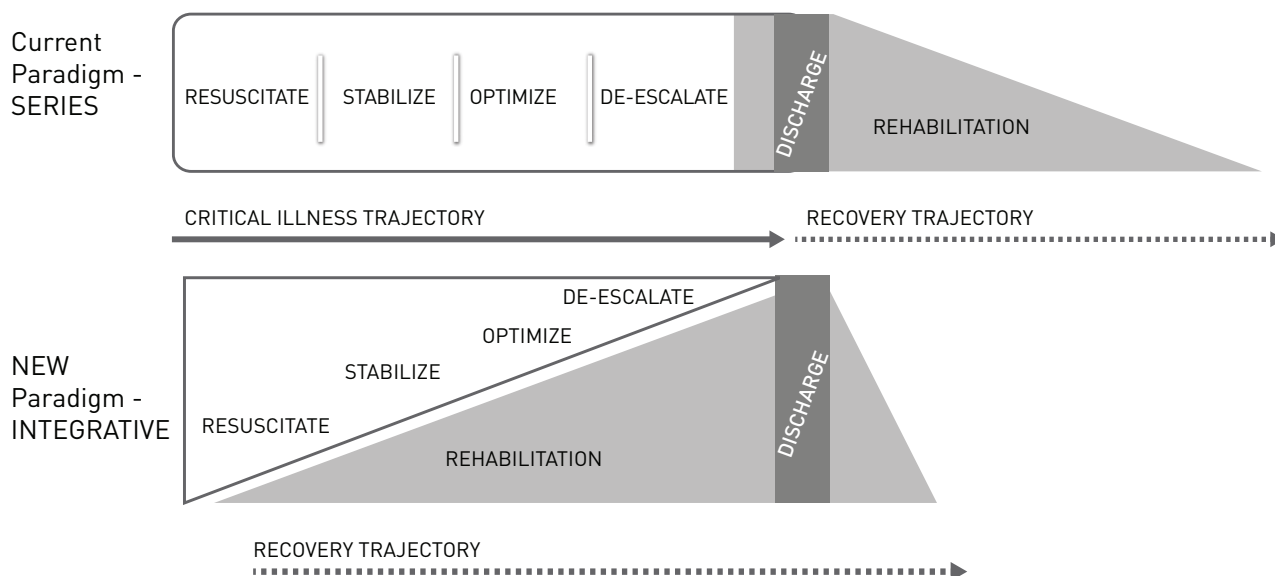 Current
Paradigm -
SERIES
RESUSCITATE
STABILIZE
OPTIMIZE
DE-ESCALATE
DISCHARGE
REHABILITATION
CRITICAL ILLNESS TRAJECTORY
RECOVERY TRAJECTORY
NEW
Paradigm -
INTEGRATIVE
DE-ESCALATE
OPTIMIZE
STABILIZE
RESUSCITATE
REHABILITATION
DISCHARGE
RECOVERY TRAJECTORY